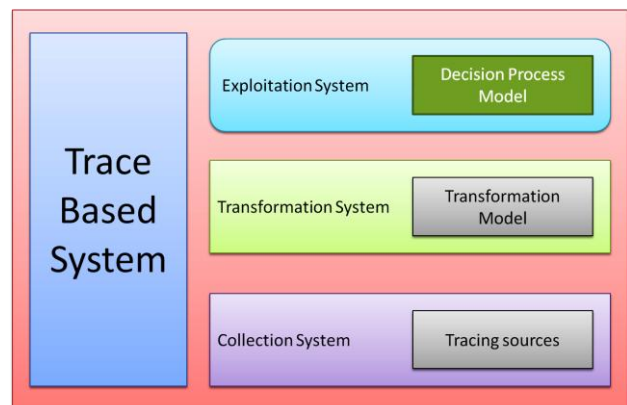 Trace
Based
System
Exploitation System
Decision Process
Model
Transformation System
Transformation
Model
Collection System
Tracing sources